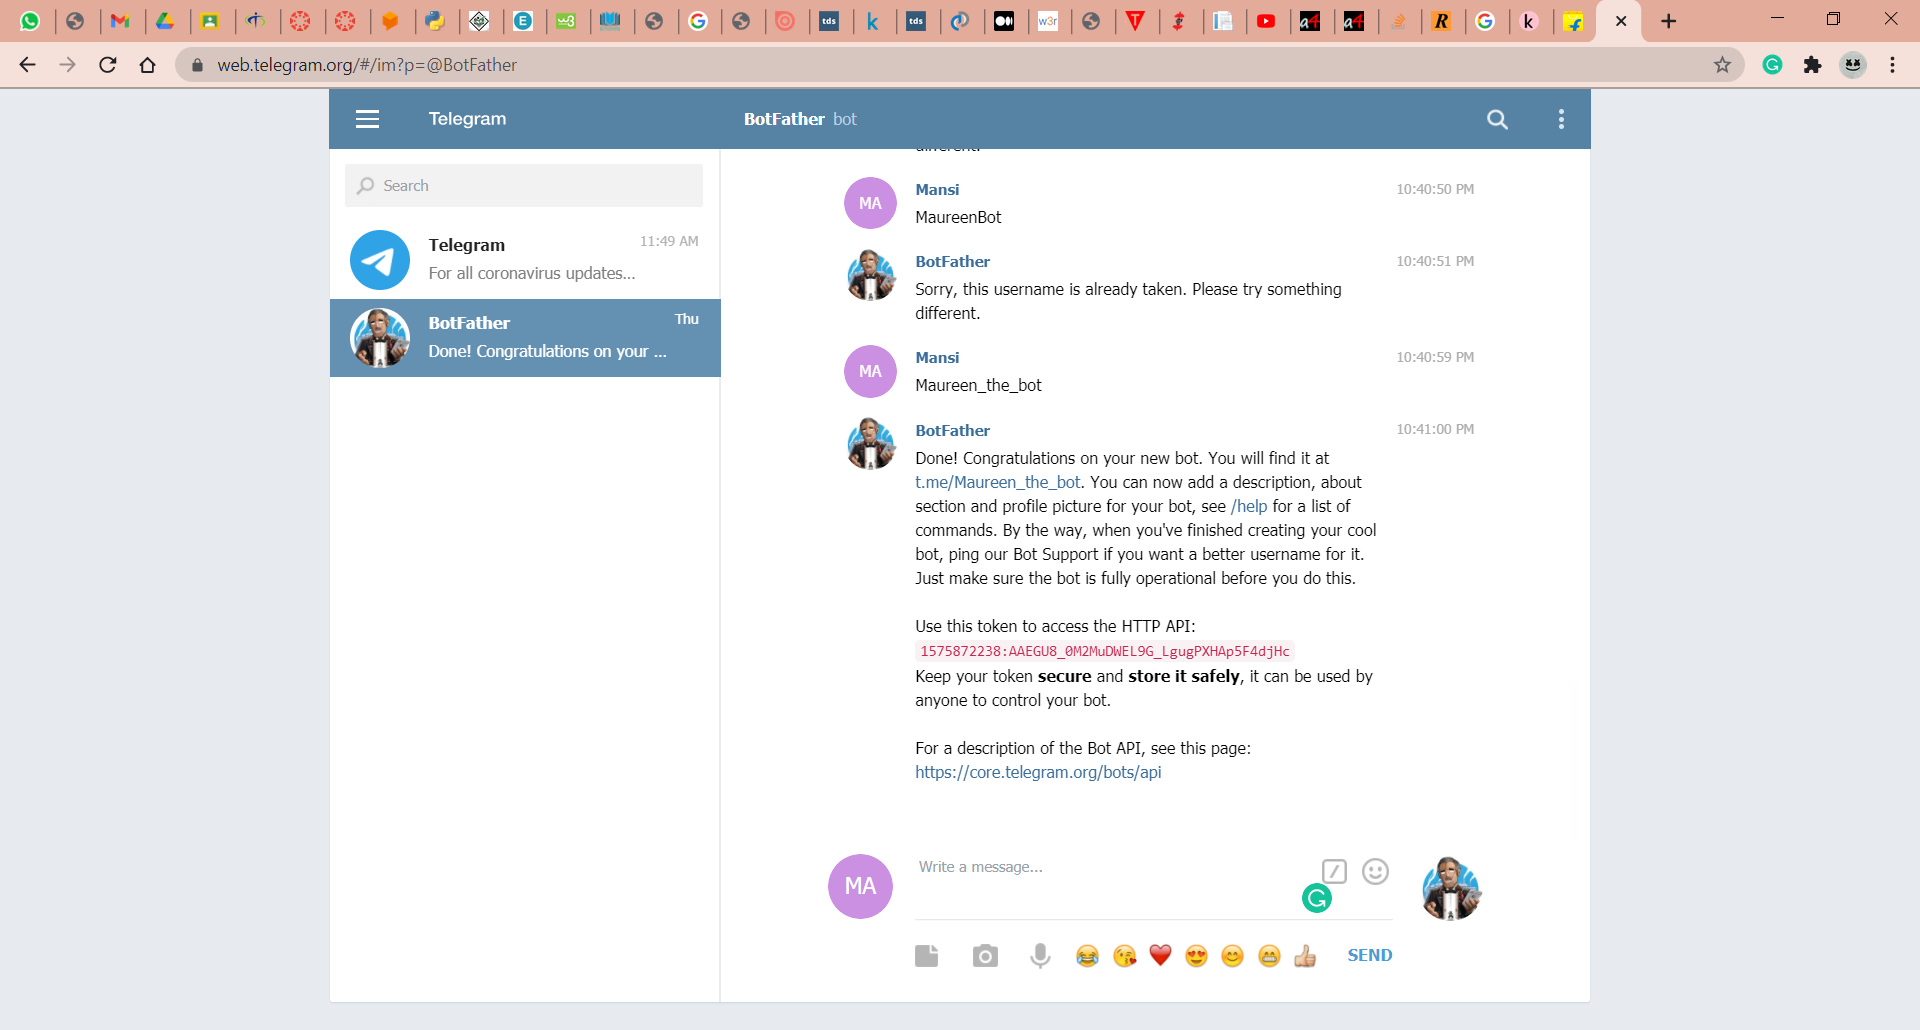 web.telegram.org/#/im?p=@BotFather
Telegram
BotFather bot
Search
Telegram 11:49 AM
For all coronavirus updates...
BotFather Thu
Done! Congratulations on your ...
different.
MA
Mansi 10:40:50 PM
MaureenBot
BotFather 10:40:51 PM
Sorry, this username is already taken. Please try something
different.
MA
Mansi 10:40:59 PM
Maureen_the_bot
BotFather 10:41:00 PM
Done! Congratulations on your new bot. You will find it at
t.me/Maureen_the_bot. You can now add a description, about
section and profile picture for your bot, see /help for a list of
commands. By the way, when you've finished creating your cool
bot, ping our Bot Support if you want a better username for it.
Just make sure the bot is fully operational before you do this.
Use this token to access the HTTP API:
1575872238:AAEGU8_0M2MuDWEL9G_LgugPXHAp5F4djHc
Keep your token secure and store it safely, it can be used by
anyone to control your bot.
For a description of the Bot API, see this page:
https://core.telegram.org/bots/api
MA
Write a message...
SEND